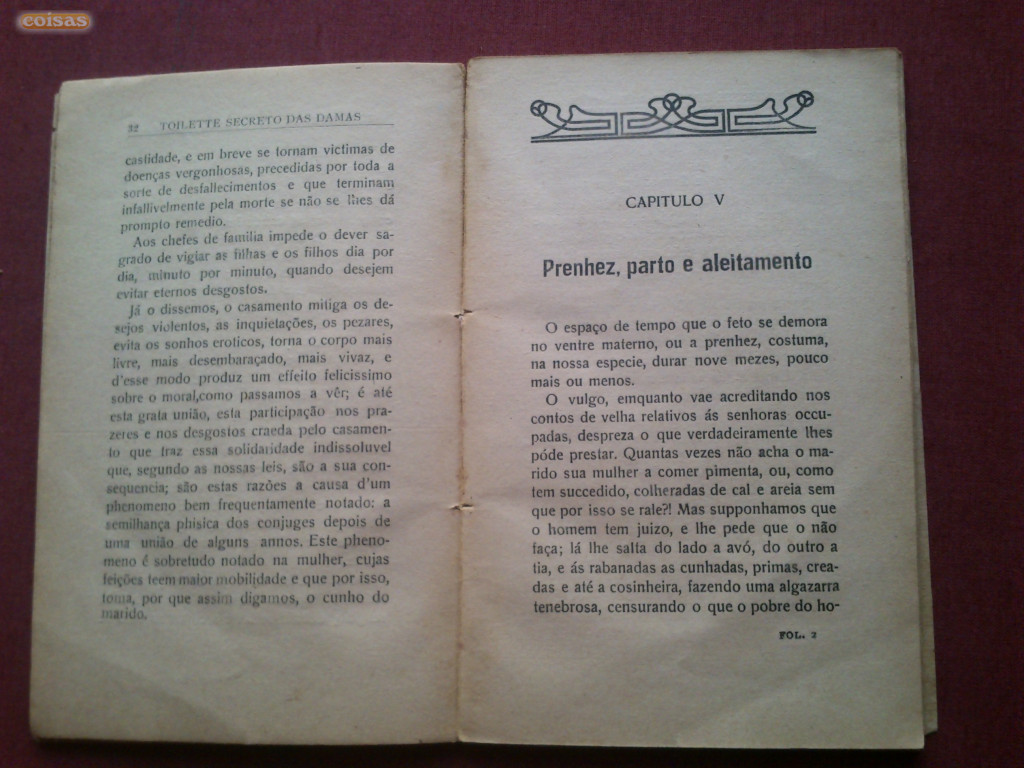 coisas
32 TOILETTE SECRETO DAS DAMAS
castidade, e em breve se tornam victimas de
doenças vergonhosas, precedidas por toda a
sorte de desfallecimentos e que terminam
infallivelmente pela morte se não se lhes dá
prompto remedio.
Aos chefes de familia impede o dever sa-
grado de vigiar as filhas e os filhos dia por
dia, minuto por minuto, quando desejem
evitar eternos desgostos.
Já o dissemos, o casamento mitiga os de-
sejos violentos, as inquietações, os pezares,
evita os sonhos eroticos, torna o corpo mais
livre, mais desembaraçado, mais vivaz, e
d'esse modo produz um effeito felicissimo
sobre o moral,como passamos a vêr; é até
esta grata união, esta participação nos pra-
zeres e nos desgostos craeda pelo casamen-
to que traz essa solidaridade indissoluvel
que, segundo as nossas leis, são a sua con-
sequencia; são estas razões a causa d'um
phenomeno bem frequentamente notado: a
semilhança phisica dos conjuges depois de
uma união de alguns annos. Este pheno-
meno é sobretudo notado na mulher, cujas
feições teem maior mobilidade e que por isso,
toma, por que assim digamos, o cunho do
marido.
CAPITULO V
Prenhez, parto e aleitamento
O espaço de tempo que o feto se demora
no ventre materno, ou a prenhez, costuma,
na nossa especie, durar nove mezes, pouco
mais ou menos.
O vulgo, emquanto vae acreditando nos
contos de velha relativos ás senhoras occu-
padas, despreza o que verdadeiramente lhes
póde prestar. Quantas vezes não acha o ma-
rido sua mulher a comer pimenta, ou, como
tem succedido, colheradas de cal e areia sem
que por isso se rale?! Mas supponhamos que
o homem tem juizo, e lhe pede que o não
faça; lá lhe salta do lado a avó, do outro a
tia, e ás rabanadas as cunhadas, primas, crea-
das e até a cosinheira, fazendo uma algazarra
tenebrosa, censurando o que o pobre do ho-
FOL. 2